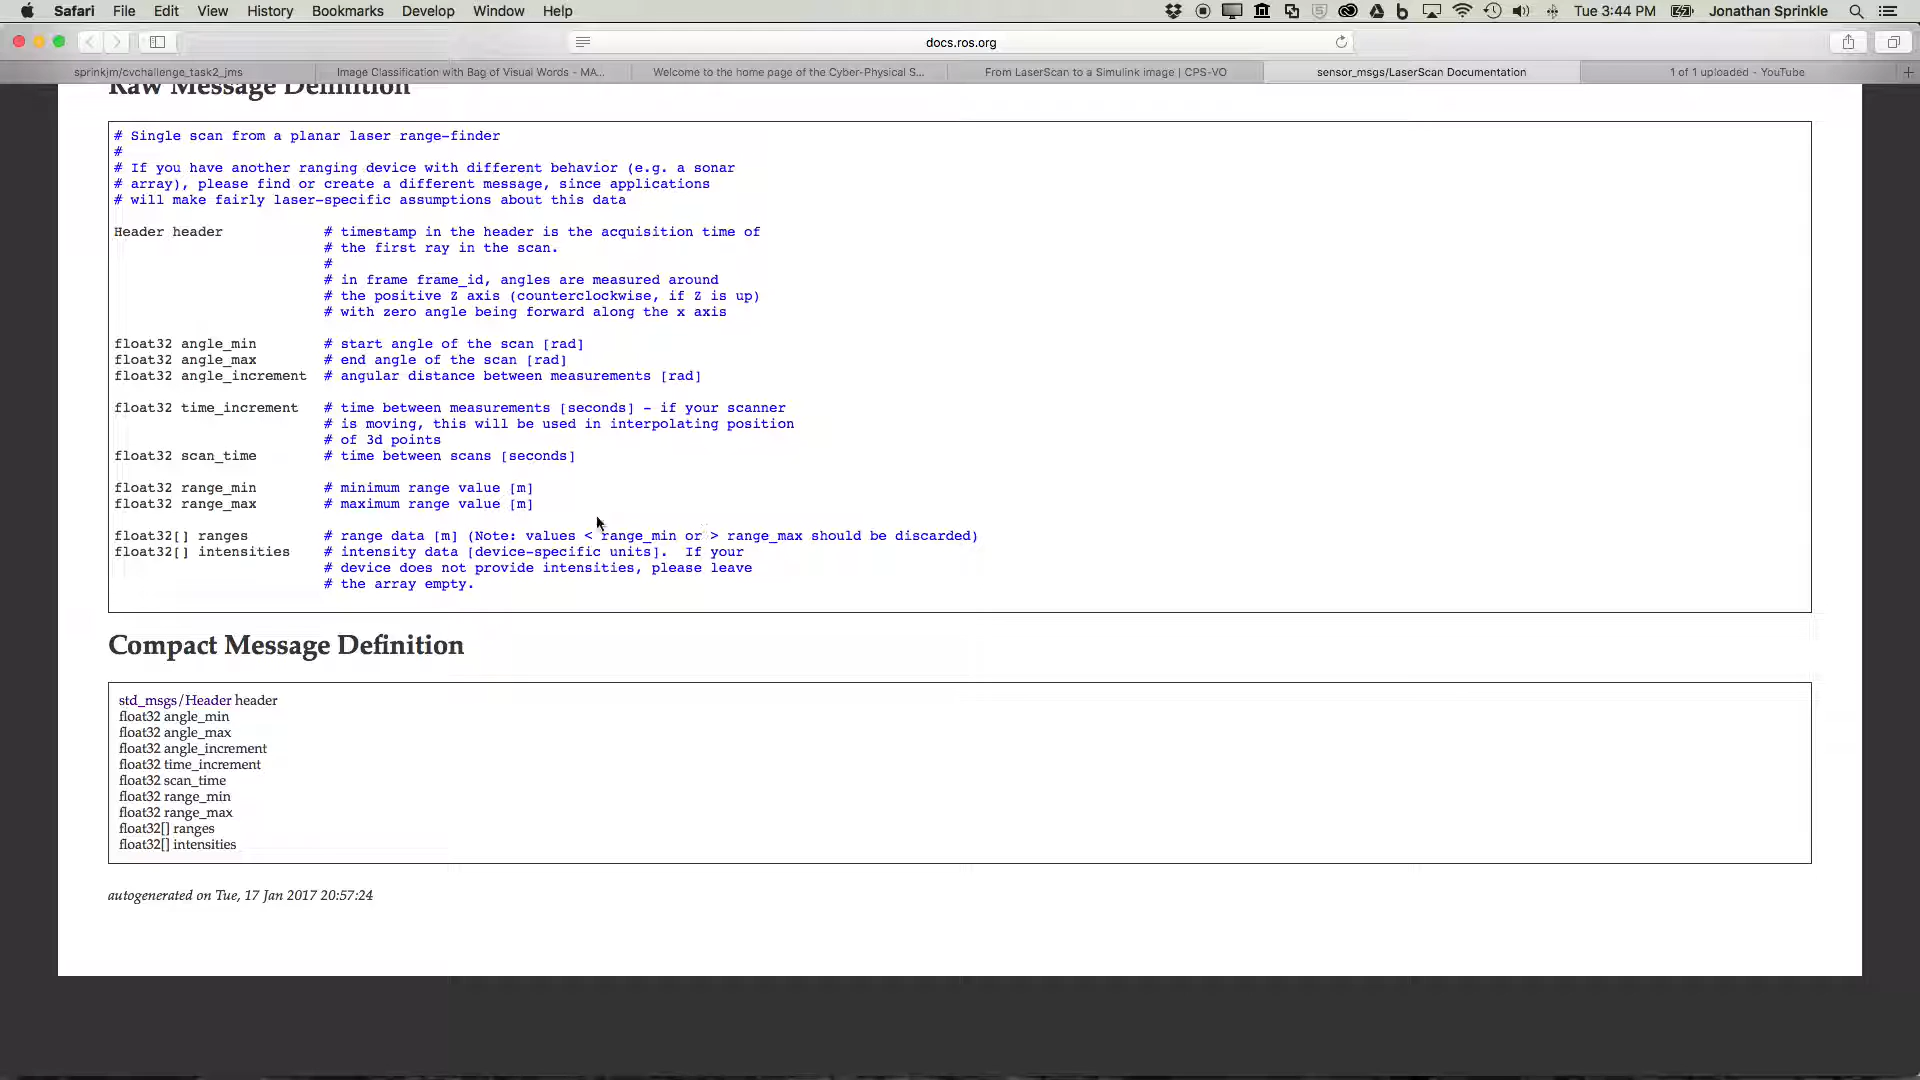 Safari File Edit View History Bookmarks Develop Window Help Tue 3:44 PM Jonathan Sprinkle
docs.ros.org
sprinkjm/cvchallenge_task2_jms
Image Classification with Bag of Visual Words - MA...
Welcome to the home page of the Cyber-Physical S...
From LaserScan to a Simulink image | CPS-VO
sensor_msgs/LaserScan Documentation
1 of 1 uploaded - YouTube
Raw Message Definition
# Single scan from a planar laser range-finder
#
# If you have another ranging device with different behavior (e.g. a sonar
# array), please find or create a different message, since applications
# will make fairly laser-specific assumptions about this data
Header header # timestamp in the header is the acquisition time of
# the first ray in the scan.
#
# in frame frame_id, angles are measured around
# the positive Z axis (counterclockwise, if Z is up)
# with zero angle being forward along the x axis
float32 angle_min # start angle of the scan [rad]
float32 angle_max # end angle of the scan [rad]
float32 angle_increment # angular distance between measurements [rad]
float32 time_increment # time between measurements [seconds] - if your scanner
# is moving, this will be used in interpolating position
# of 3d points
float32 scan_time # time between scans [seconds]
float32 range_min # minimum range value [m]
float32 range_max # maximum range value [m]
float32[] ranges # range data [m] (Note: values < range_min or > range_max should be discarded)
float32[] intensities # intensity data [device-specific units]. If your
# device does not provide intensities, please leave
# the array empty.
Compact Message Definition
std_msgs/Header header
float32 angle_min
float32 angle_max
float32 angle_increment
float32 time_increment
float32 scan_time
float32 range_min
float32 range_max
float32[] ranges
float32[] intensities
autogenerated on Tue, 17 Jan 2017 20:57:24